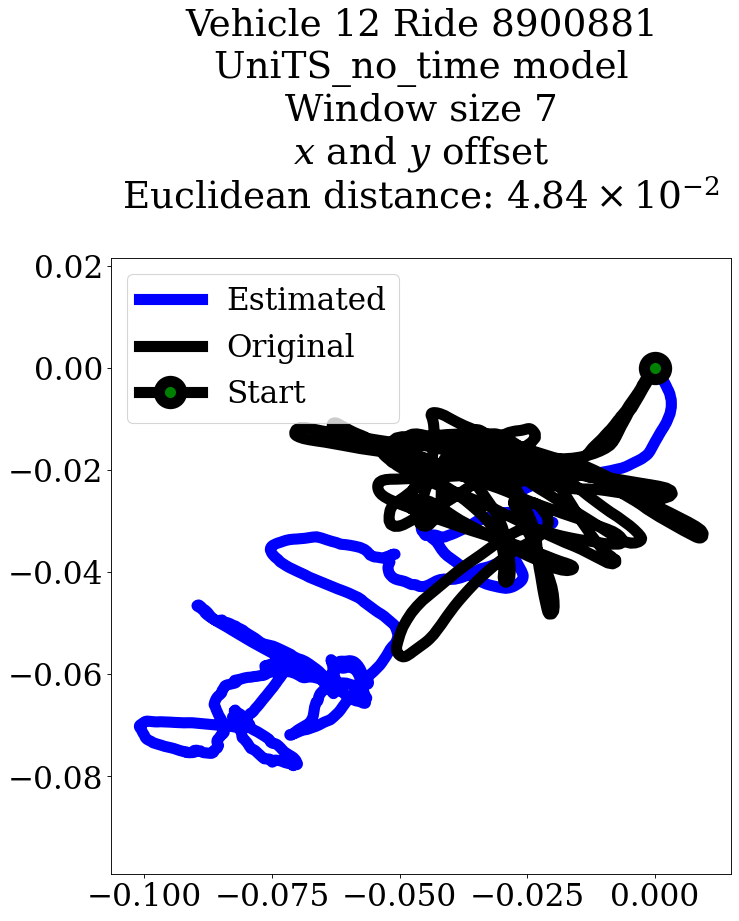 Vehicle 12 Ride 8900881
UniTS_no_time model
Window size 7
x and y offset
Euclidean distance: 4.84 × 10⁻²
0.02
0.00
−0.02
−0.04
−0.06
−0.08
Estimated
Original
Start
−0.100 −0.075 −0.050 −0.025 0.000